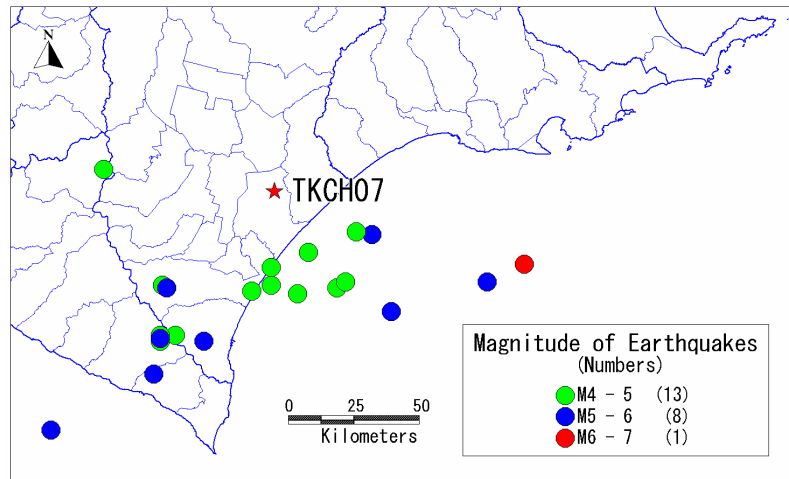 N
TKCH07
Magnitude of Earthquakes
(Numbers)
M4 - 5 (13)
M5 - 6 (8)
M6 - 7 (1)
0 25 50
Kilometers